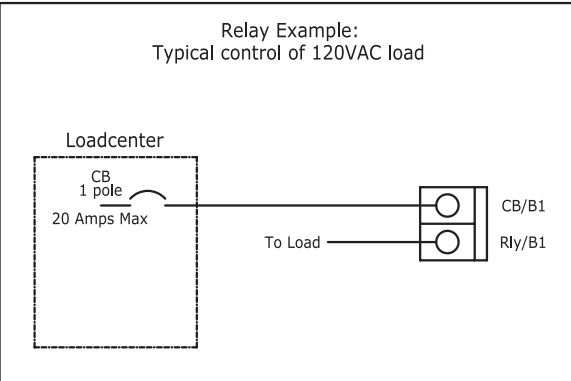 Relay Example:
Typical control of 120VAC load
Loadcenter
CB
1 pole
20 Amps Max
CB/B1
To Load
Rly/B1